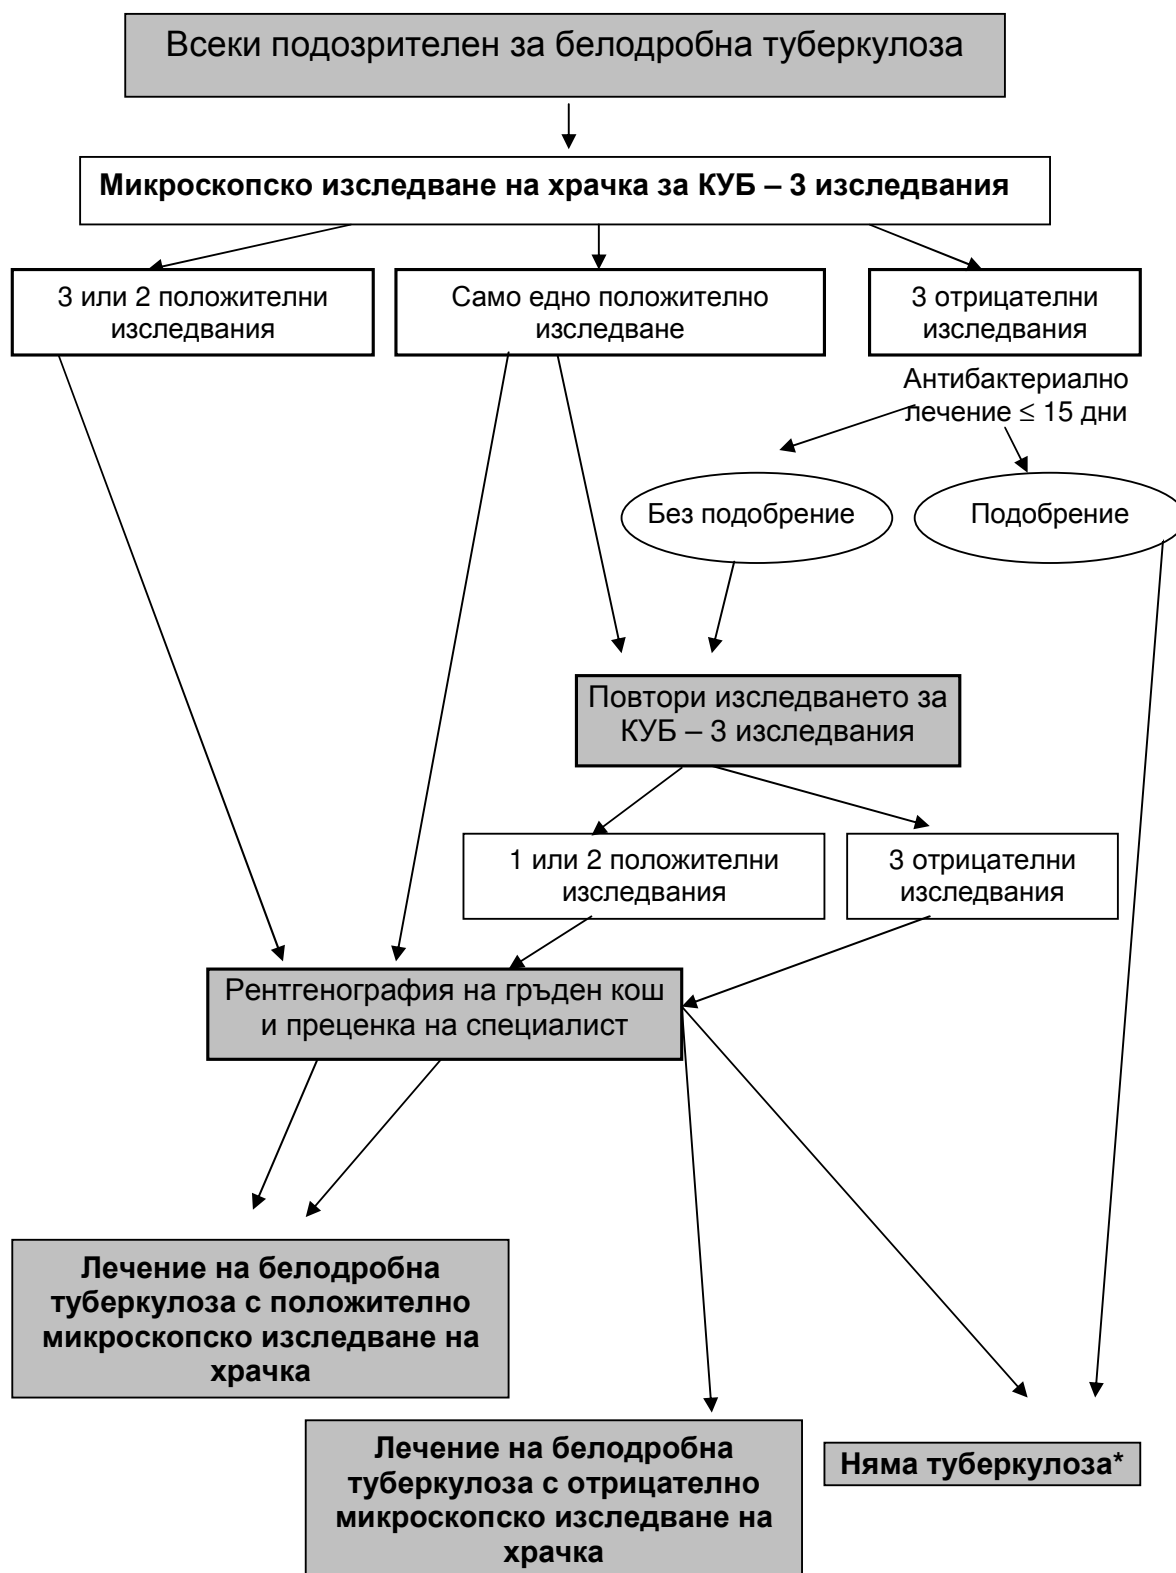 Всеки подозрителен за белодробна туберкулоза
Микроскопско изследване на храчка за КУБ – 3 изследвания
3 или 2 положителни
изследвания
Само едно положително
изследване
3 отрицателни
изследвания
Антибактериално
лечение ≤ 15 дни
Без подобрение
Подобрение
Повтори изследването за
КУБ – 3 изследвания
1 или 2 положителни
изследвания
3 отрицателни
изследвания
Рентгенография на гръден кош
и преценка на специалист
Лечение на белодробна
туберкулоза с положително
микроскопско изследване на
храчка
Лечение на белодробна
туберкулоза с отрицателно
микроскопско изследване на
храчка
Няма туберкулоза*